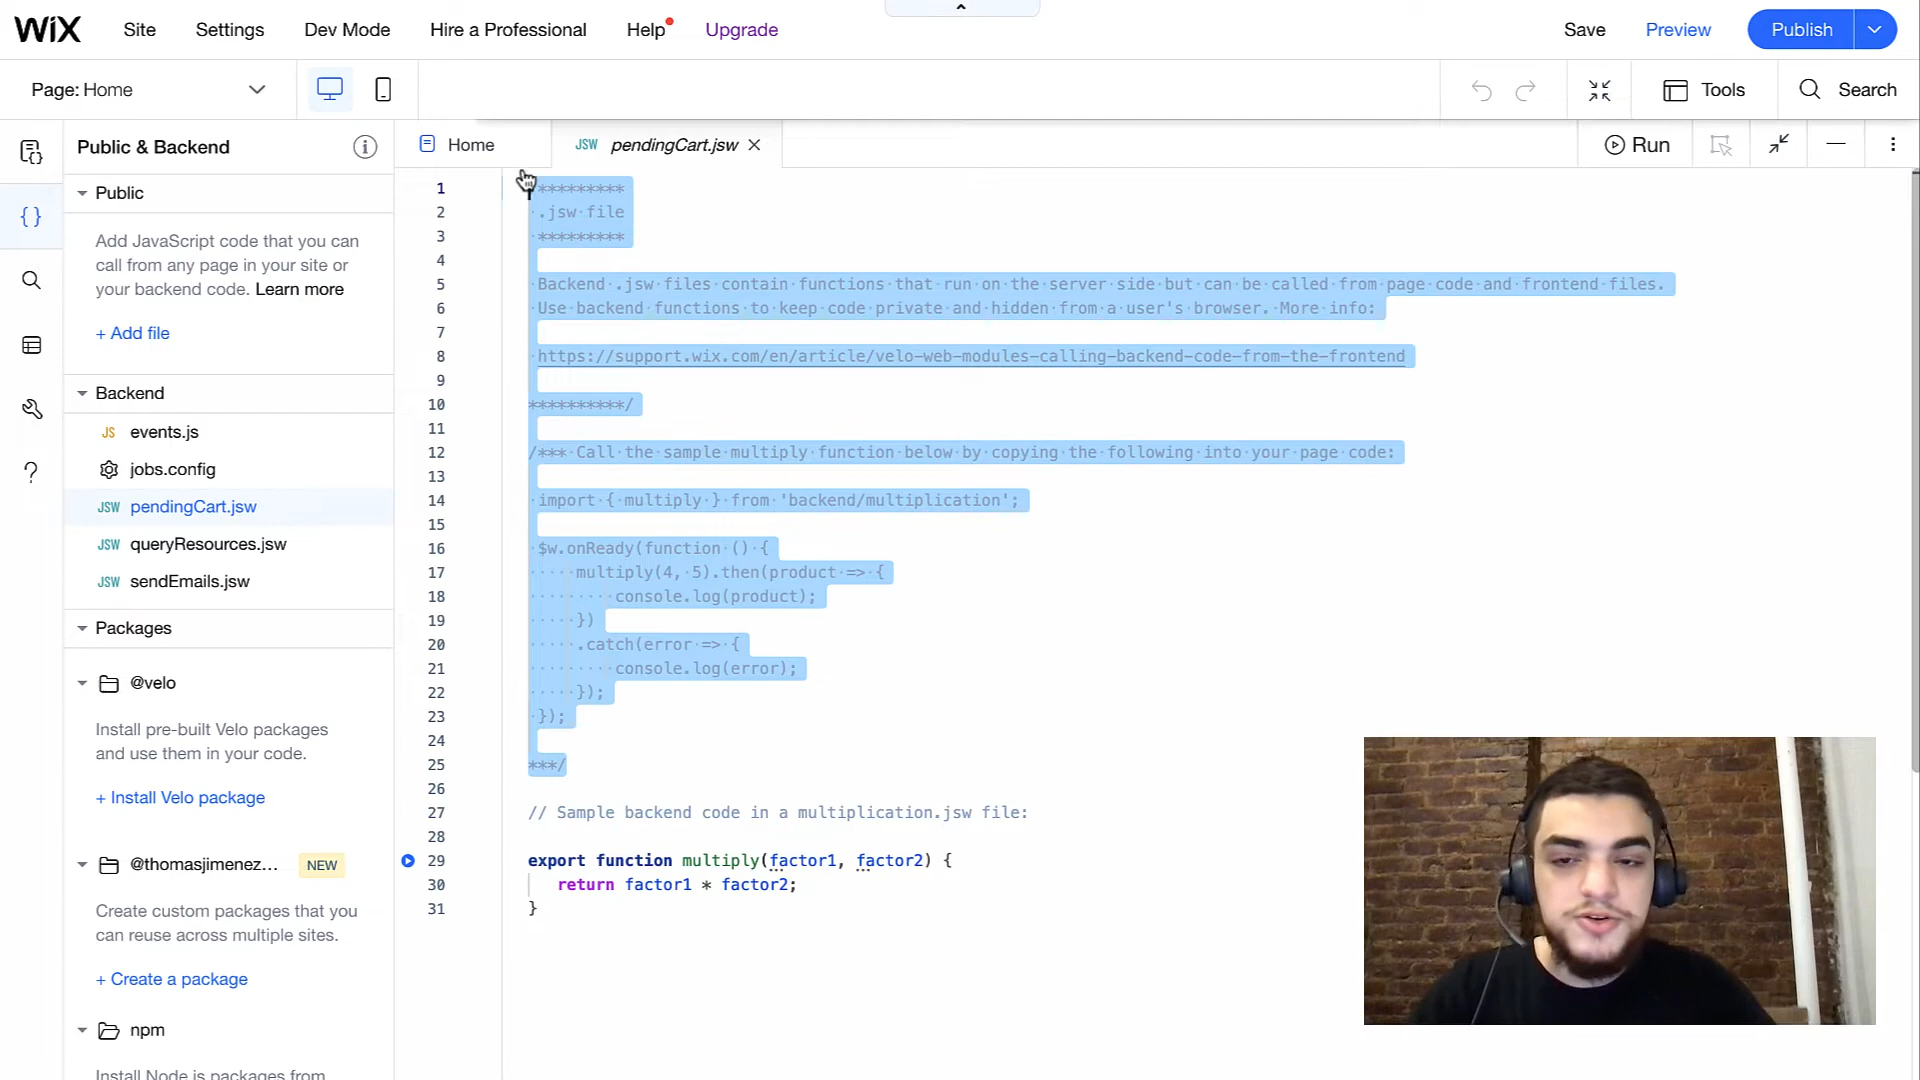 WIX Site Settings Dev Mode Hire a Professional Help Upgrade Save Preview Publish
Page: Home Tools Search
Public & Backend
Home JSW pendingCart.jsw Run
Public
Add JavaScript code that you can
call from any page in your site or
your backend code. Learn more
+ Add file
Backend
JS events.js
jobs.config
JSW pendingCart.jsw
JSW queryResources.jsw
JSW sendEmails.jsw
Packages
@velo
Install pre-built Velo packages
and use them in your code.
+ Install Velo package
@thomasjimenez... NEW
Create custom packages that you
can reuse across multiple sites.
+ Create a package
npm
Install Node.js packages from
1 *********
2 .jsw file
3 *********
4
5 Backend .jsw files contain functions that run on the server side but can be called from page code and frontend files.
6 Use backend functions to keep code private and hidden from a user's browser. More info:
7
8 https://support.wix.com/en/article/velo-web-modules-calling-backend-code-from-the-frontend
9
10 **********/
11
12 /*** Call the sample multiply function below by copying the following into your page code:
13
14 import { multiply } from 'backend/multiplication';
15
16 $w.onReady(function () {
17 multiply(4, 5).then(product => {
18 console.log(product);
19 })
20 .catch(error => {
21 console.log(error);
22 });
23 });
24
25 ***/
26
27 // Sample backend code in a multiplication.jsw file:
28
29 export function multiply(factor1, factor2) {
30 return factor1 * factor2;
31 }